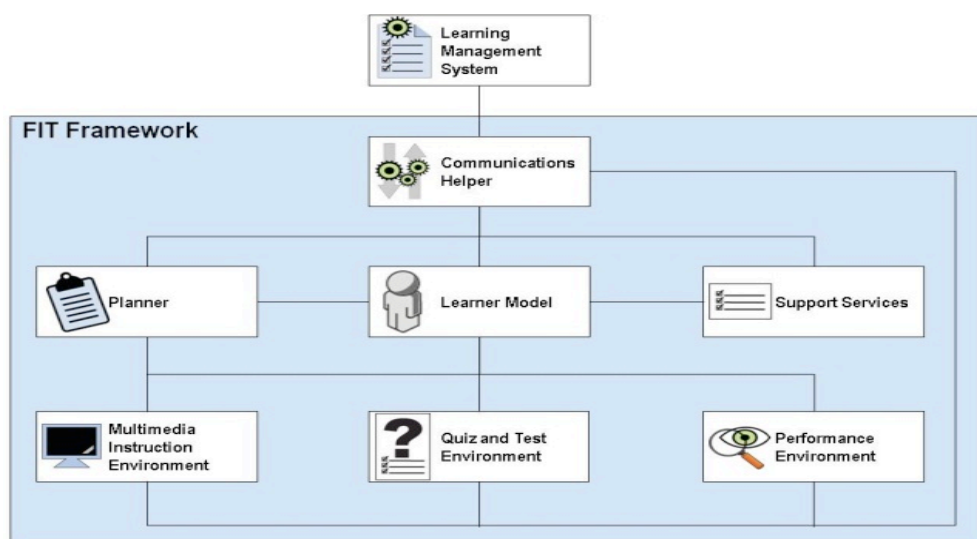 Learning
Management
System
FIT Framework
Communications
Helper
Planner
Learner Model
Support Services
Multimedia
Instruction
Environment
Quiz and Test
Environment
Performance
Environment